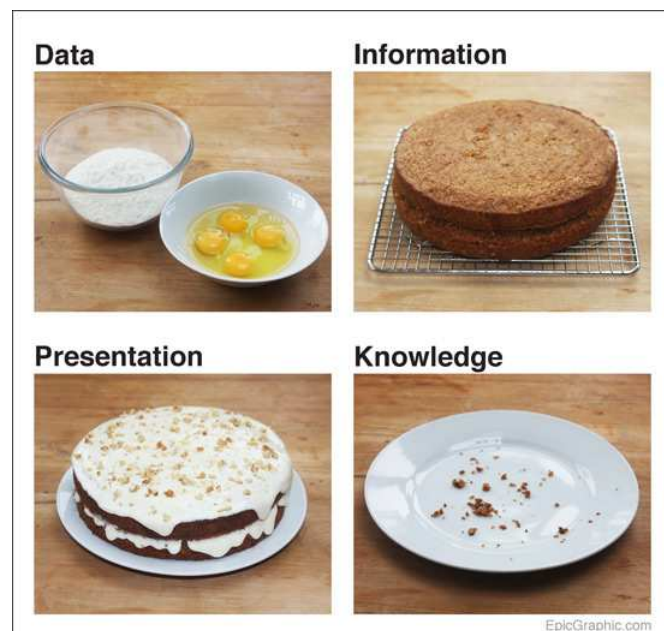 Data
Information
Presentation
Knowledge
EpicGraphic.com